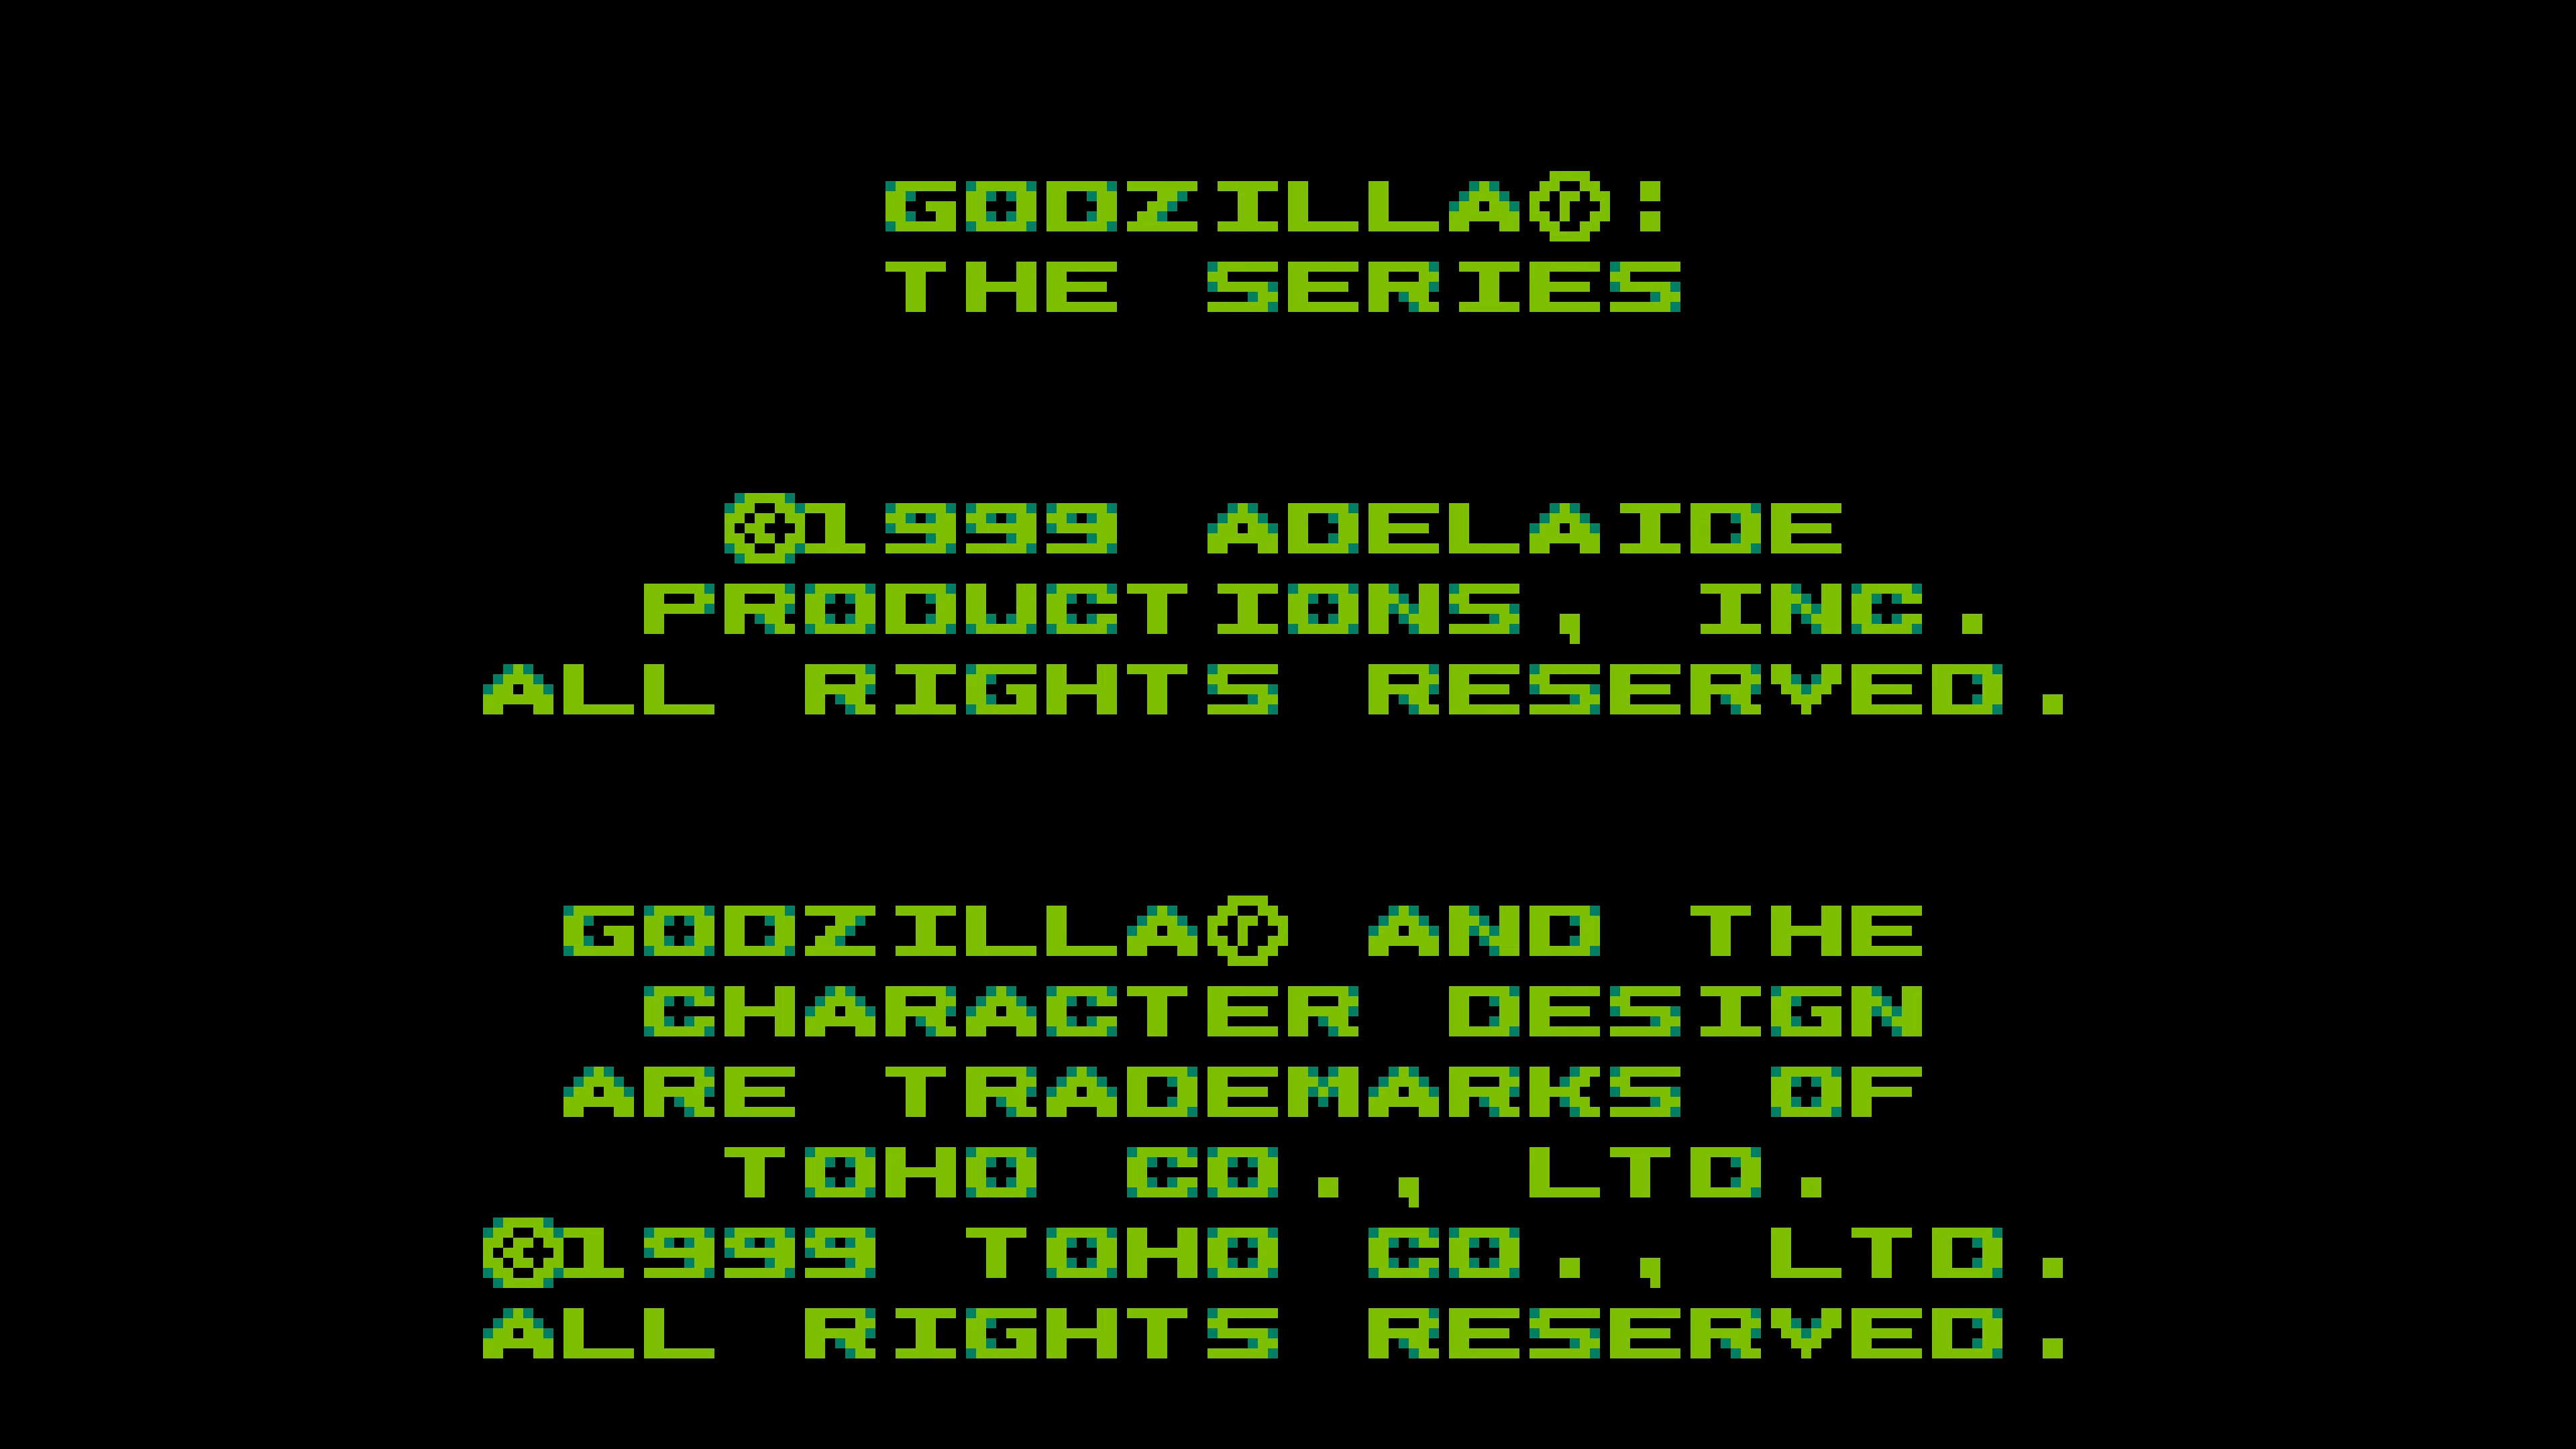 GODZILLA®:
THE SERIES
©1999 ADELAIDE
PRODUCTIONS, INC.
ALL RIGHTS RESERVED.
GODZILLA® AND THE
CHARACTER DESIGN
ARE TRADEMARKS OF
TOHO CO., LTD.
©1999 TOHO CO., LTD.
ALL RIGHTS RESERVED.